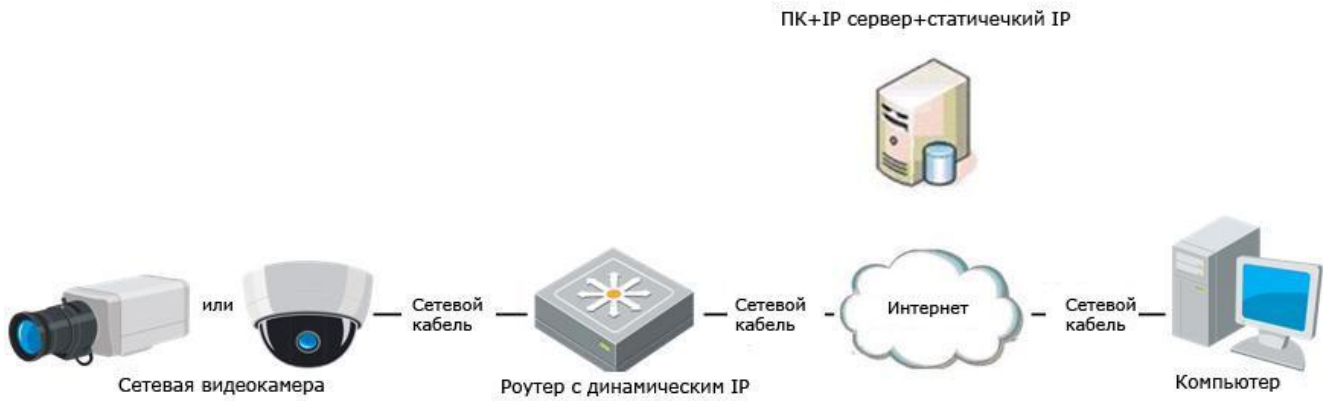 ПК+IP сервер+статичечкий IP
или
Сетевой
кабель
Сетевой
кабель
Интернет
Сетевой
кабель
Сетевая видеокамера
Роутер с динамическим IP
Компьютер